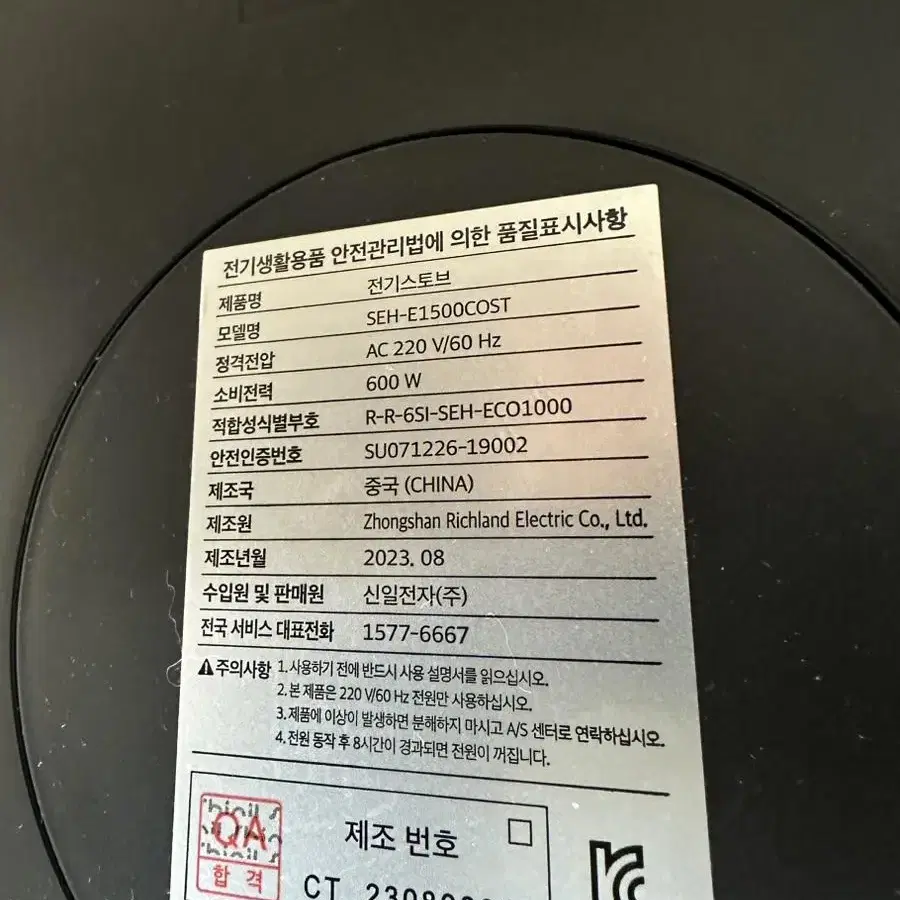 전기생활용품 안전관리법에 의한 품질표시사항
제품명 전기스토브
모델명 SEH-E1500COST
정격전압 AC 220 V/60 Hz
소비전력 600 W
적합성식별부호 R-R-6SI-SEH-ECO1000
안전인증번호 SU071226-19002
제조국 중국 (CHINA)
제조원 Zhongshan Richland Electric Co., Ltd.
제조년월 2023. 08
수입원 및 판매원 신일전자(주)
전국 서비스 대표전화 1577-6667
주의사항 1. 사용하기 전에 반드시 사용 설명서를 읽으십시오.
2. 본 제품은 220 V/60 Hz 전원만 사용하십시오.
3. 제품에 이상이 발생하면 분해하지 마시고 A/S 센터로 연락하십시오.
4. 전원 동작 후 8시간이 경과되면 전원이 꺼집니다.
QA
합격
제조 번호
CT